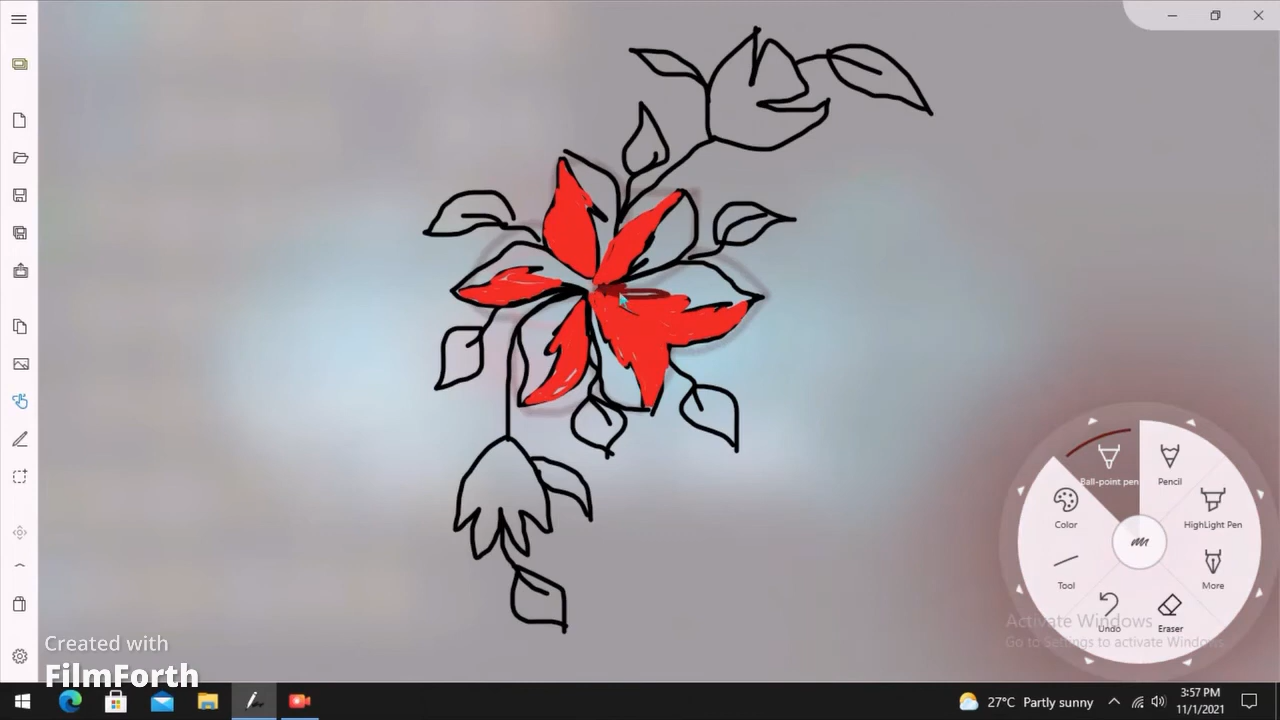 Ball-point pen
Pencil
Color
HighLight Pen
Tool
More
Undo
Eraser
Activate Windows
Go to Settings to activate Windows.
Created with
FilmForth
27°C Partly sunny
3:57 PM
11/1/2021